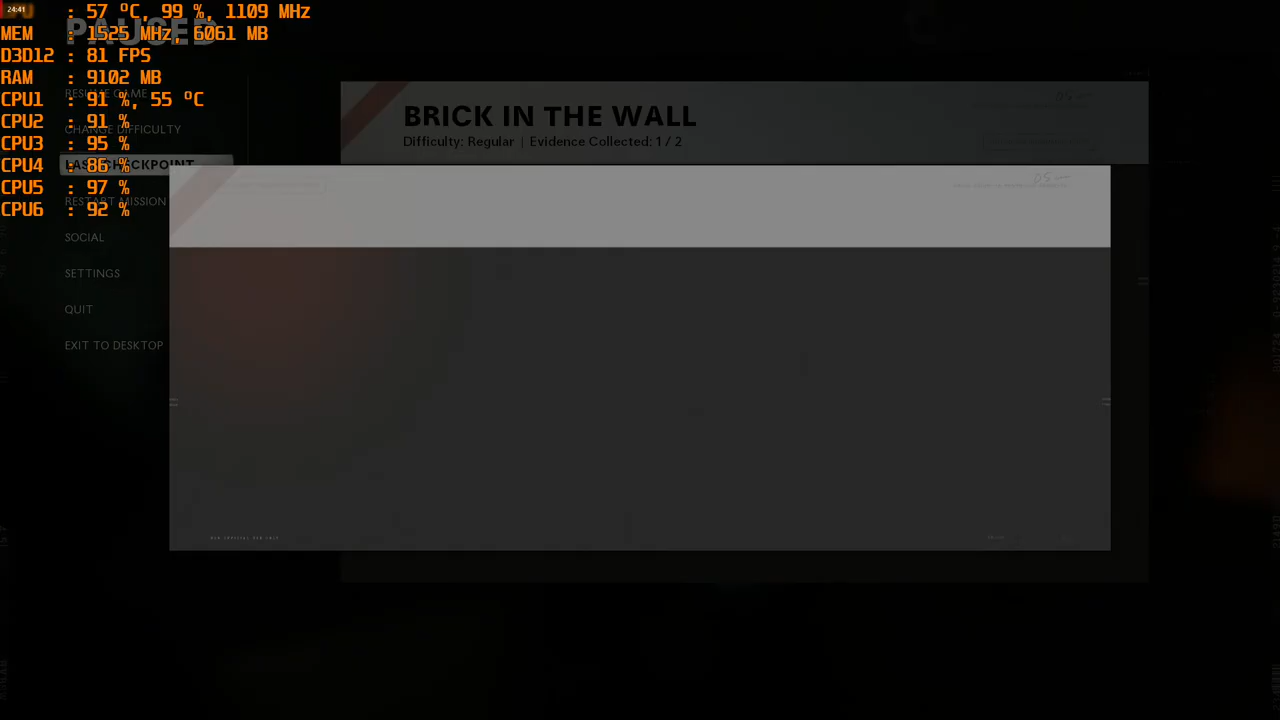 24:41
: 57 °C, 99 %, 1109 MHz
PAUSED
MEM : 1525 MHz, 6061 MB
D3D12 : 81 FPS
RAM : 9102 MB
RESUME GAME
CPU1 : 91 %, 55 °C
CPU2 : 91 %
CHANGE DIFFICULTY
CPU3 : 95 %
LAST CHECKPOINT
CPU4 : 86 %
CPU5 : 97 %
RESTART MISSION
CPU6 : 92 %
SOCIAL
SETTINGS
QUIT
EXIT TO DESKTOP
BRICK IN THE WALL
Difficulty: Regular | Evidence Collected: 1 / 2